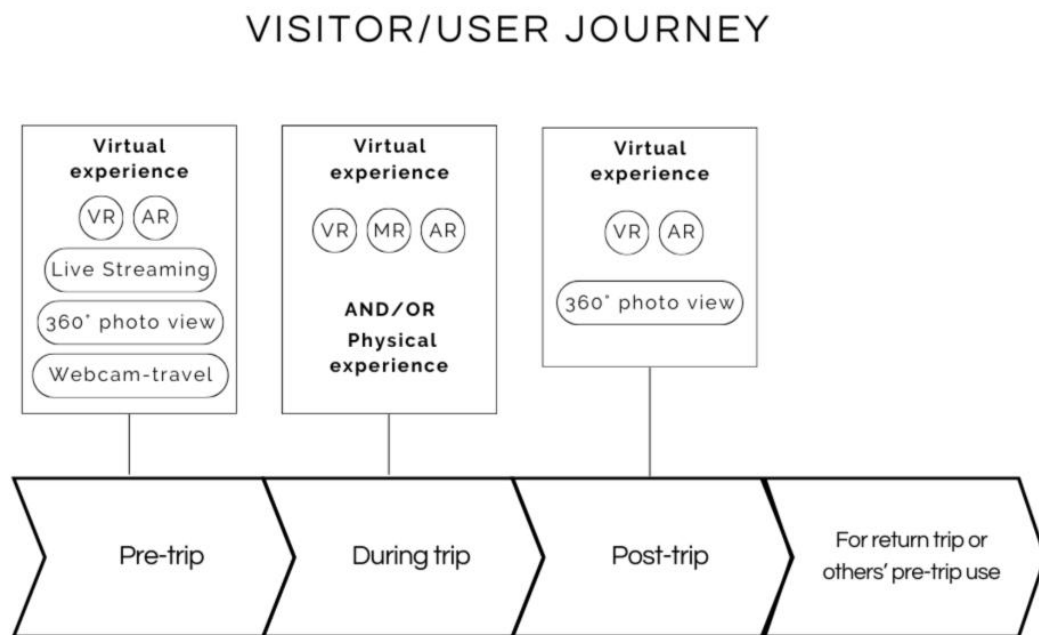 VISITOR/USER JOURNEY
Virtual
experience
VR AR
Live Streaming
360° photo view
Webcam-travel
Virtual
experience
VR MR AR
AND/OR
Physical
experience
Virtual
experience
VR AR
360° photo view
Pre-trip
During trip
Post-trip
For return trip or
others’ pre-trip use